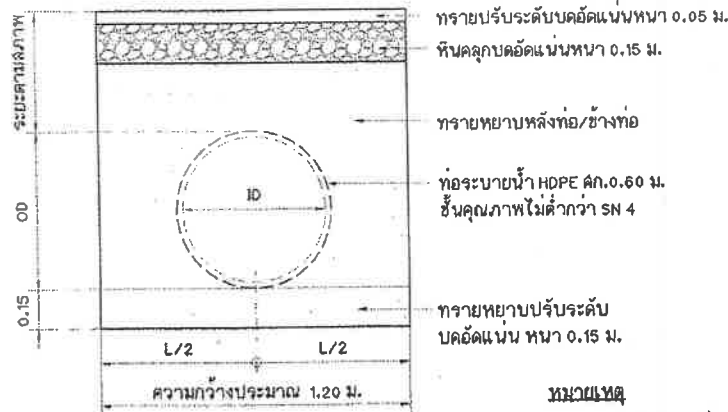 ทรายปรับระดับบดอัดแน่นหนา 0.05 ม.
หินคลุกบดอัดแน่นหนา 0.15 ม.
ระยะตามสภาพ
ทรายหยาบหลังท่อ/ข้างท่อ
ท่อระบายน้ำ HDPE ศก.0.60 ม.
ชั้นคุณภาพไม่ต่ำกว่า SN 4
ID
OD
0.15
ทรายหยาบปรับระดับ
บดอัดแน่น หนา 0.15 ม.
L/2
L/2
ความกว้างประมาณ 1.20 ม.
หมายเหตุ